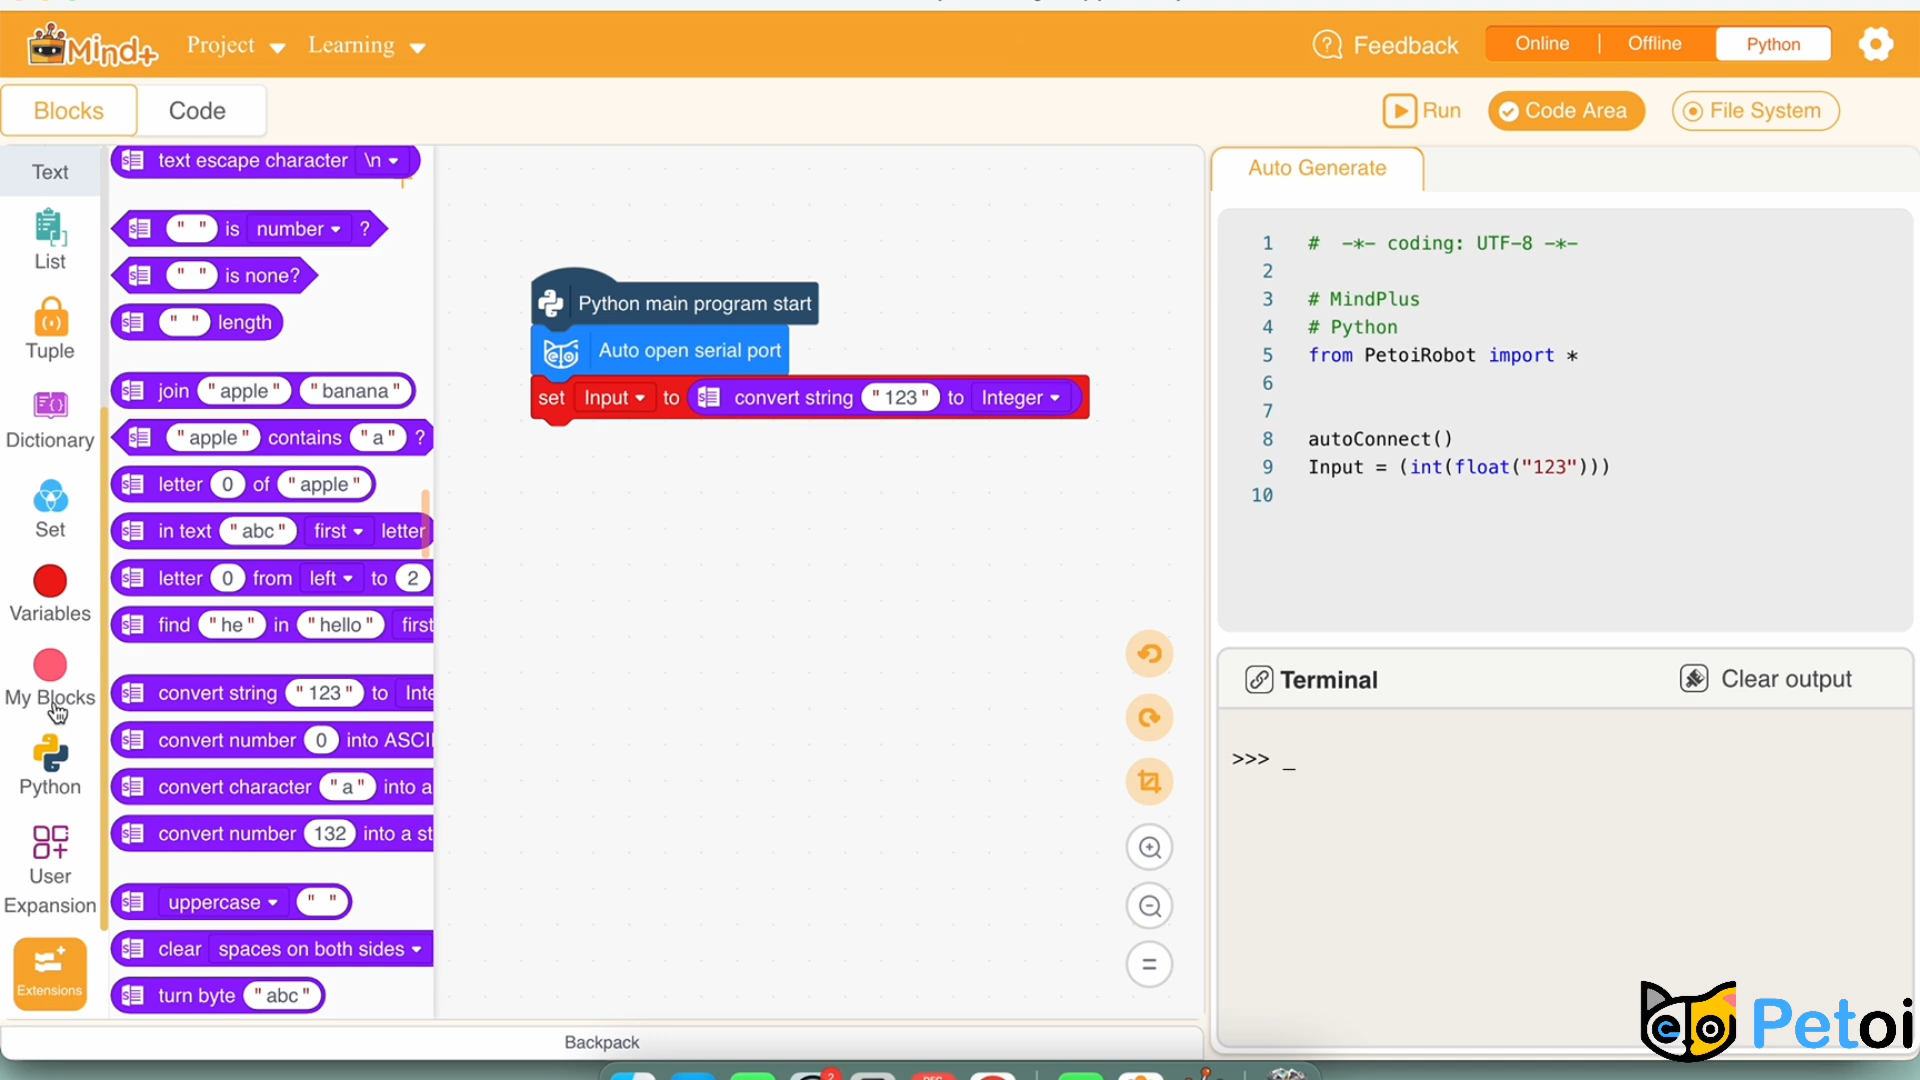 Mind+ Project Learning Feedback Online Offline Python
Blocks Code Run Code Area File System
Text
List
Tuple
Dictionary
Set
Variables
My Blocks
Python
User
Expansion
Extensions
text escape character \n
" " is number ?
" " is none?
" " length
join "apple" "banana"
"apple" contains "a" ?
letter 0 of "apple"
in text "abc" first letter
letter 0 from left to 2
find "he" in "hello" first
convert string "123" to Inte
convert number 0 into ASCII
convert character "a" into a
convert number 132 into a st
uppercase " "
clear spaces on both sides
turn byte "abc"
Python main program start
Auto open serial port
set Input to convert string "123" to Integer
Auto Generate
1 # -*- coding: UTF-8 -*-
2
3 # MindPlus
4 # Python
5 from PetoiRobot import *
6
7
8 autoConnect()
9 Input = (int(float("123")))
10
Terminal Clear output
>>> _
Backpack
Petoi
2